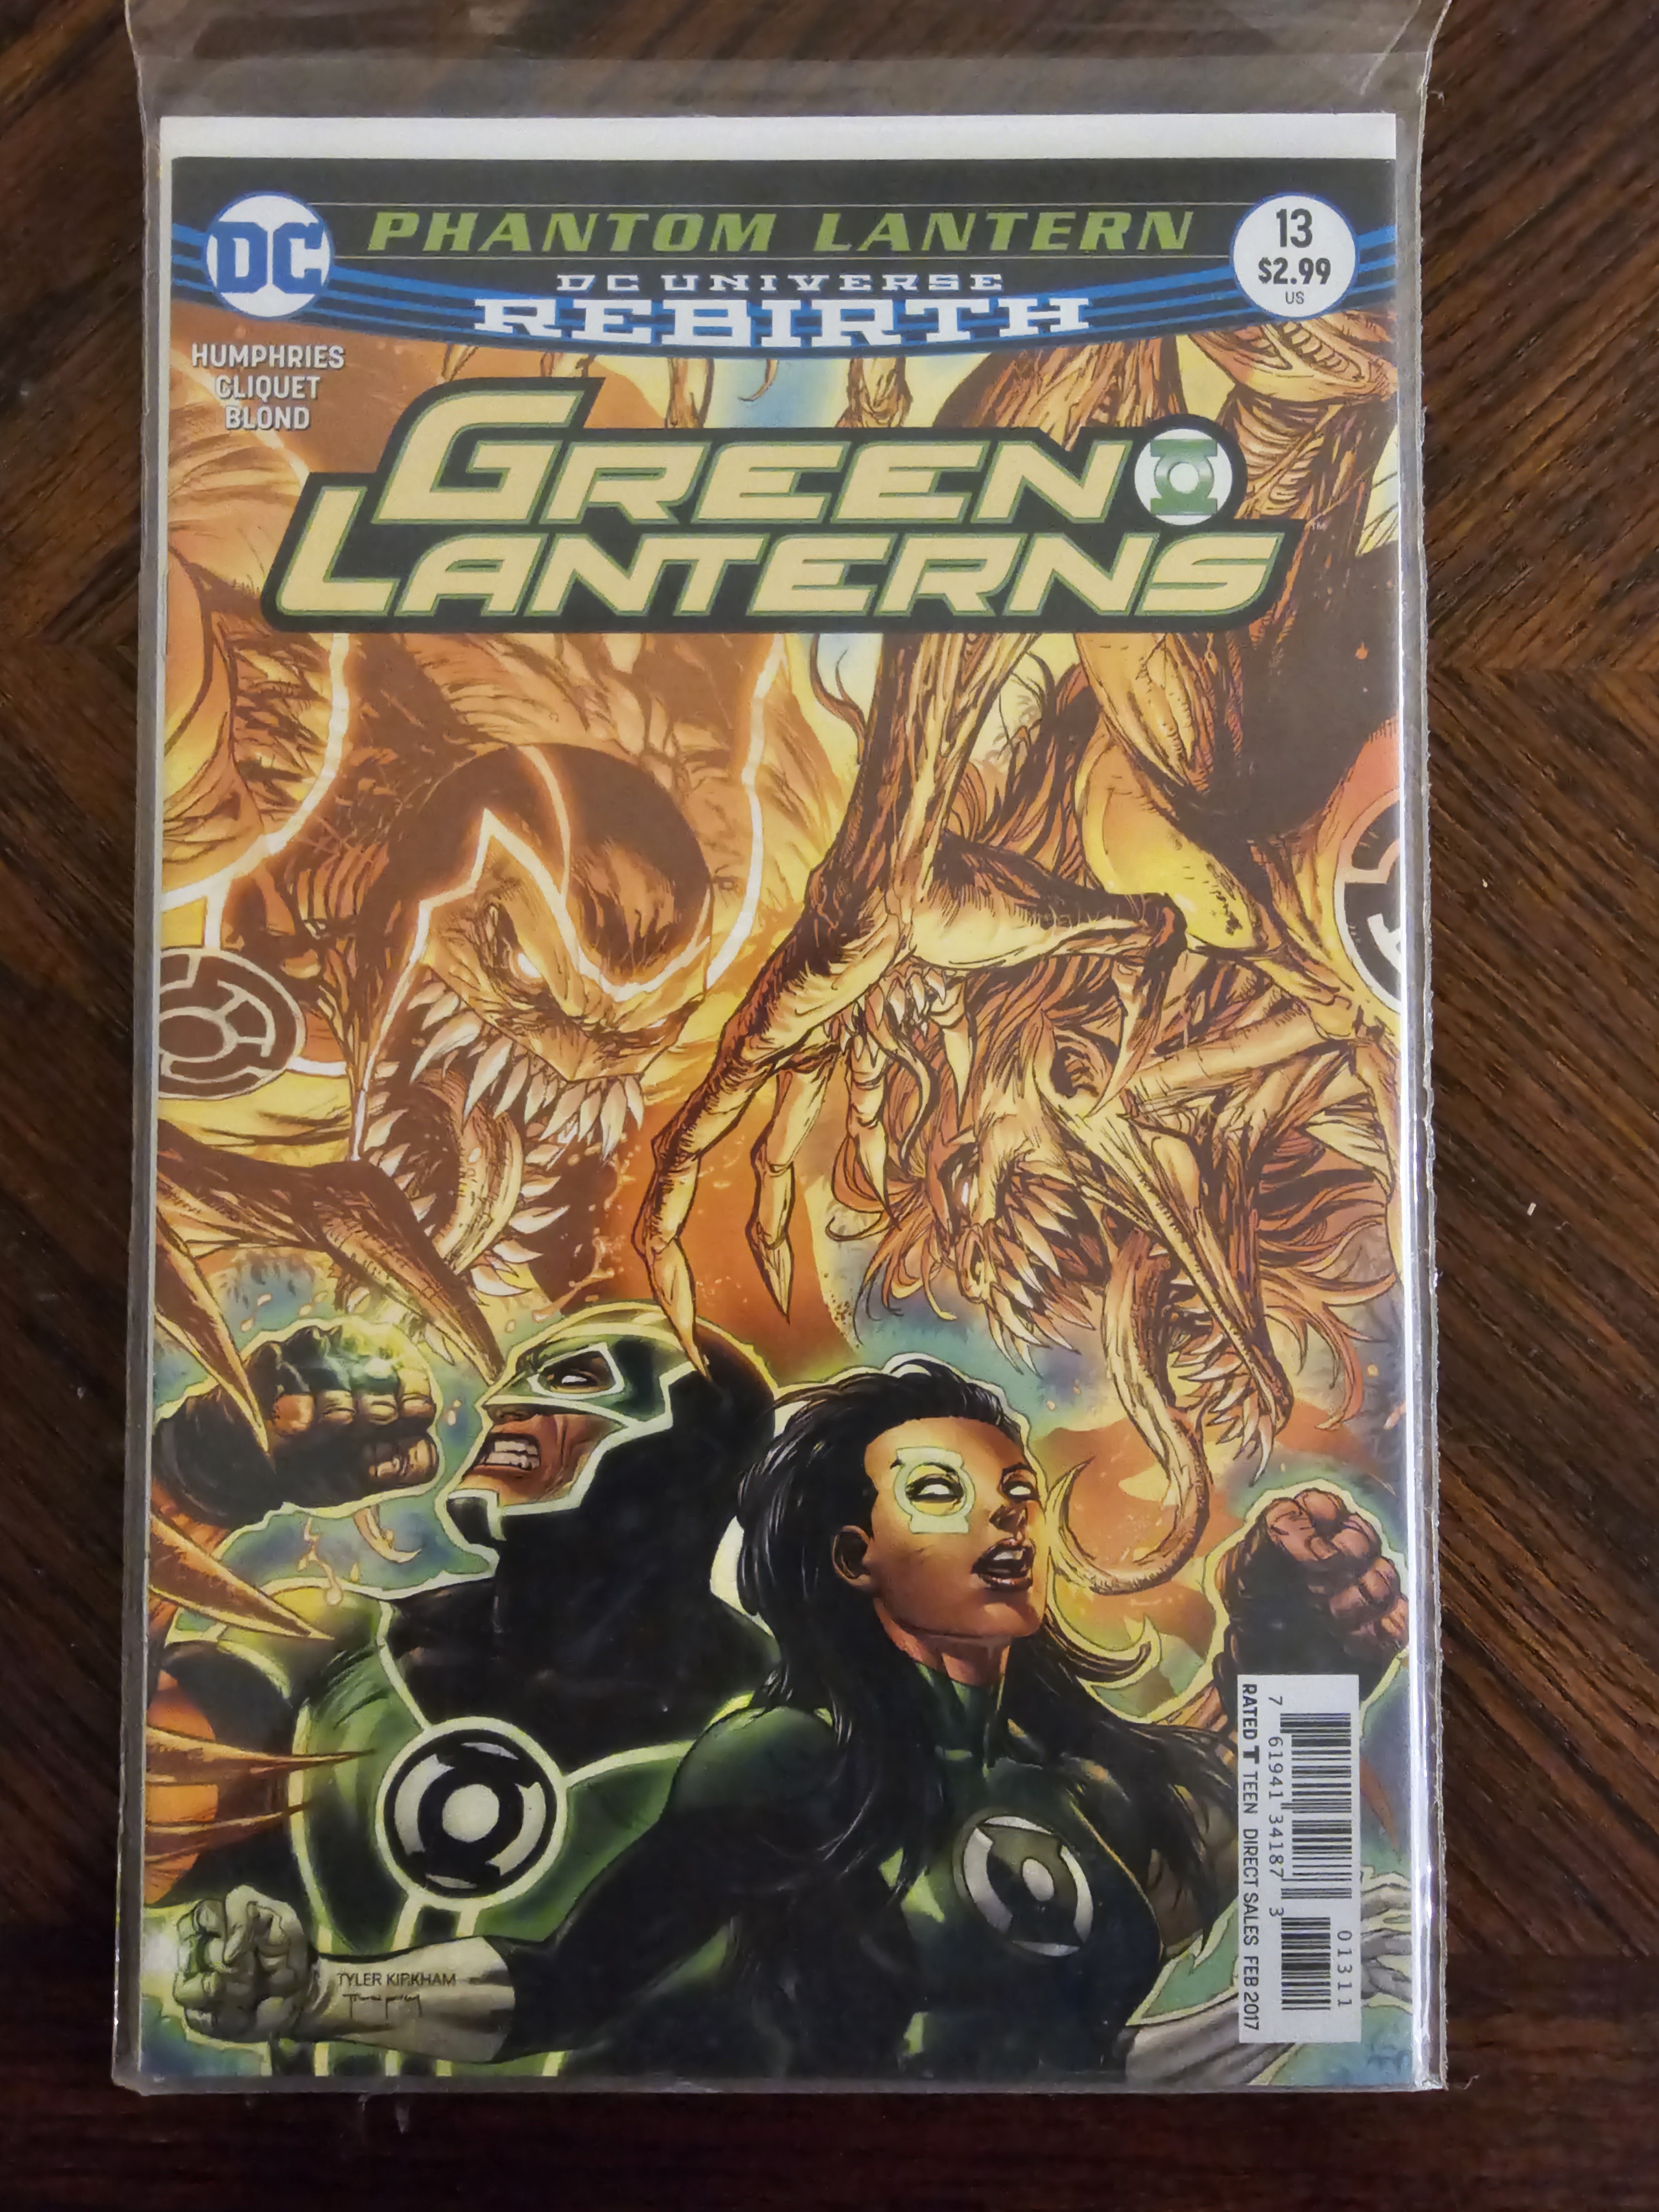 DC
PHANTOM LANTERN
DC UNIVERSE
REBIRTH
13
$2.99
US
HUMPHRIES
CLIQUET
BLOND
GREEN
LANTERNS
TM
TYLER KIRKHAM
RATED T TEEN DIRECT SALES FEB 2017
7 61941 34187 3
01311